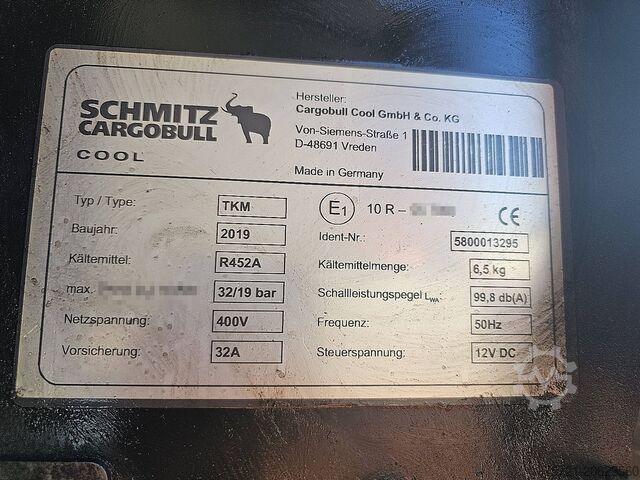 SCHMITZ
CARGOBULL
COOL
Hersteller:
Cargobull Cool GmbH & Co. KG
Von-Siemens-Straße 1
D-48691 Vreden
Made in Germany
Typ / Type: TKM
E1 10 R – CE
Baujahr: 2019
Ident-Nr.: 5800013295
Kältemittel: R452A
Kältemittelmenge: 6,5 kg
max. 32/19 bar
Schallleistungspegel LWA: 99,8 db(A)
Netzspannung: 400V
Frequenz: 50Hz
Vorsicherung: 32A
Steuerspannung: 12V DC